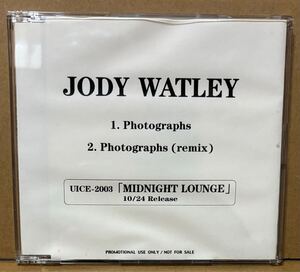 JODY WATLEY
1. Photographs
2. Photographs (remix)
UICE-2003 「MIDNIGHT LOUNGE」
10/24 Release
PROMOTIONAL USE ONLY / NOT FOR SALE